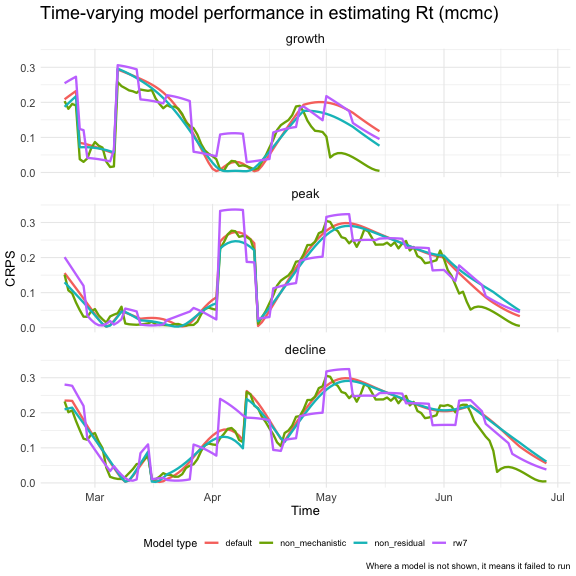 Time-varying model performance in estimating Rt (mcmc)
growth
0.3
0.2
0.1
0.0
peak
0.3
0.2
0.1
0.0
CRPS
decline
0.3
0.2
0.1
0.0
Mar Apr May Jun Jul
Time
Model type default non_mechanistic non_residual rw7
Where a model is not shown, it means it failed to run